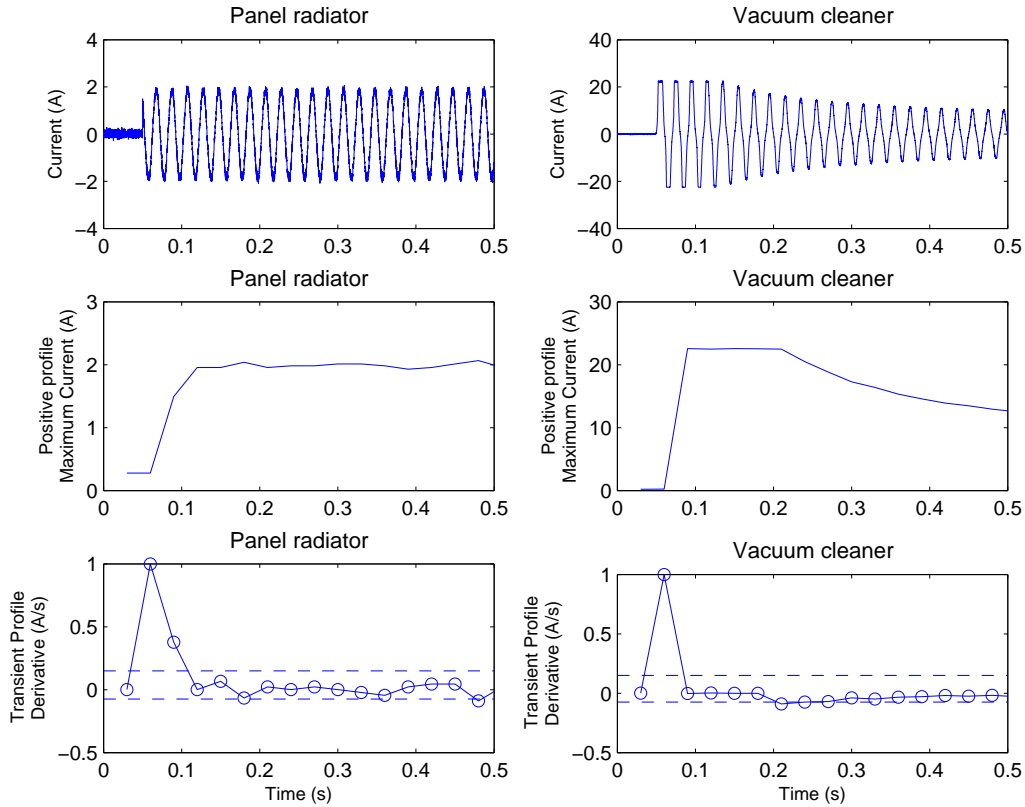 Panel radiator
Current (A)
4
2
0
−2
−4
0 0.1 0.2 0.3 0.4 0.5
Vacuum cleaner
Current (A)
40
20
0
−20
−40
0 0.1 0.2 0.3 0.4 0.5
Panel radiator
Positive profile
Maximum Current (A)
3
2
1
0
0 0.1 0.2 0.3 0.4 0.5
Vacuum cleaner
Positive profile
Maximum Current (A)
30
20
10
0
0 0.1 0.2 0.3 0.4 0.5
Panel radiator
Transient Profile
Derivative (A/s)
1
0.5
0
−0.5
0 0.1 0.2 0.3 0.4 0.5
Time (s)
Vacuum cleaner
Transient Profile
Derivative (A/s)
1
0.5
0
−0.5
0 0.1 0.2 0.3 0.4 0.5
Time (s)